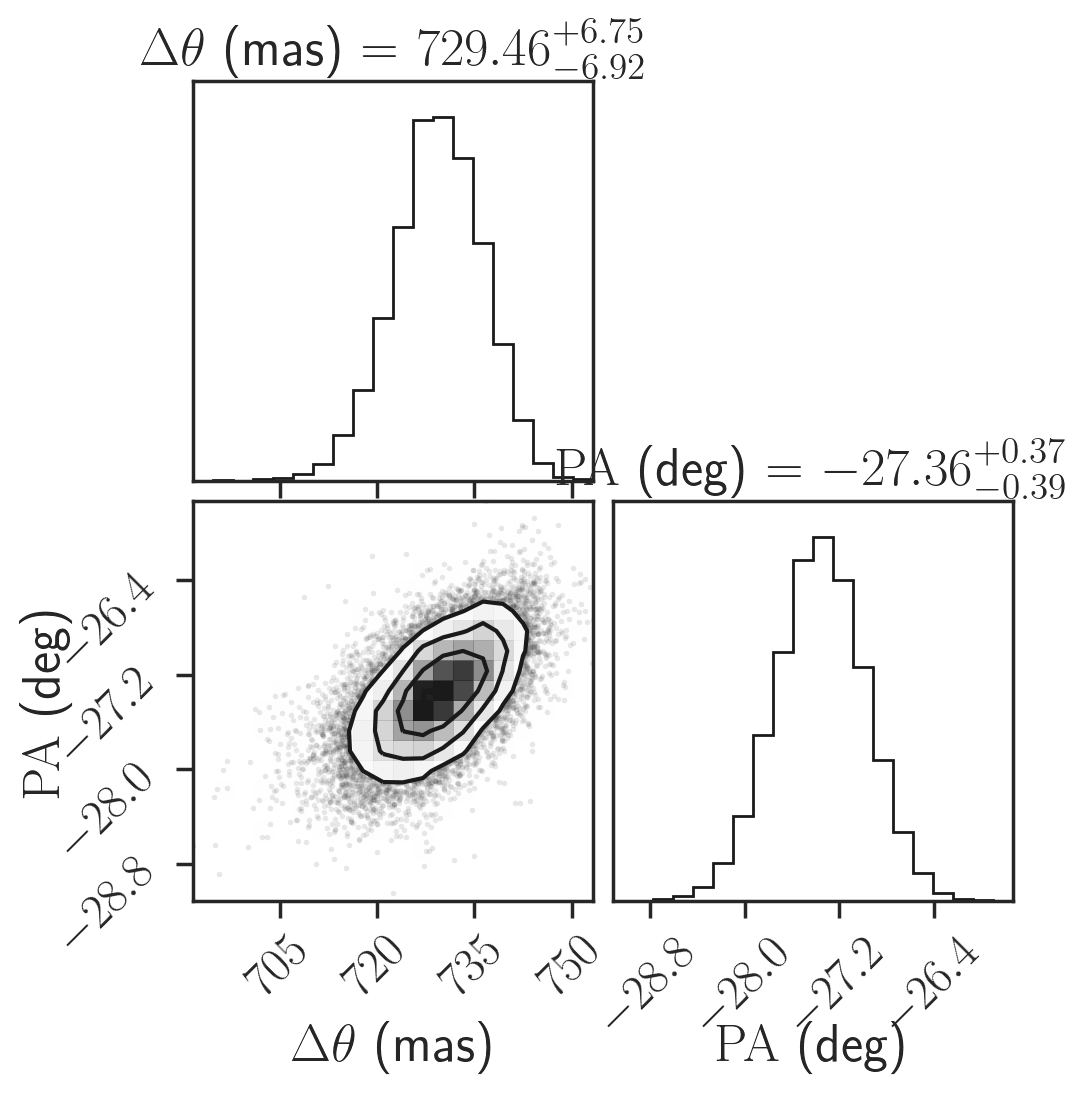 Δθ (mas) = 729.46+6.75−6.92
PA (deg) = −27.36+0.37−0.39
PA (deg)
−26.4
−27.2
−28.0
−28.8
705 720 735 750
−28.8 −28.0 −27.2 −26.4
Δθ (mas)
PA (deg)